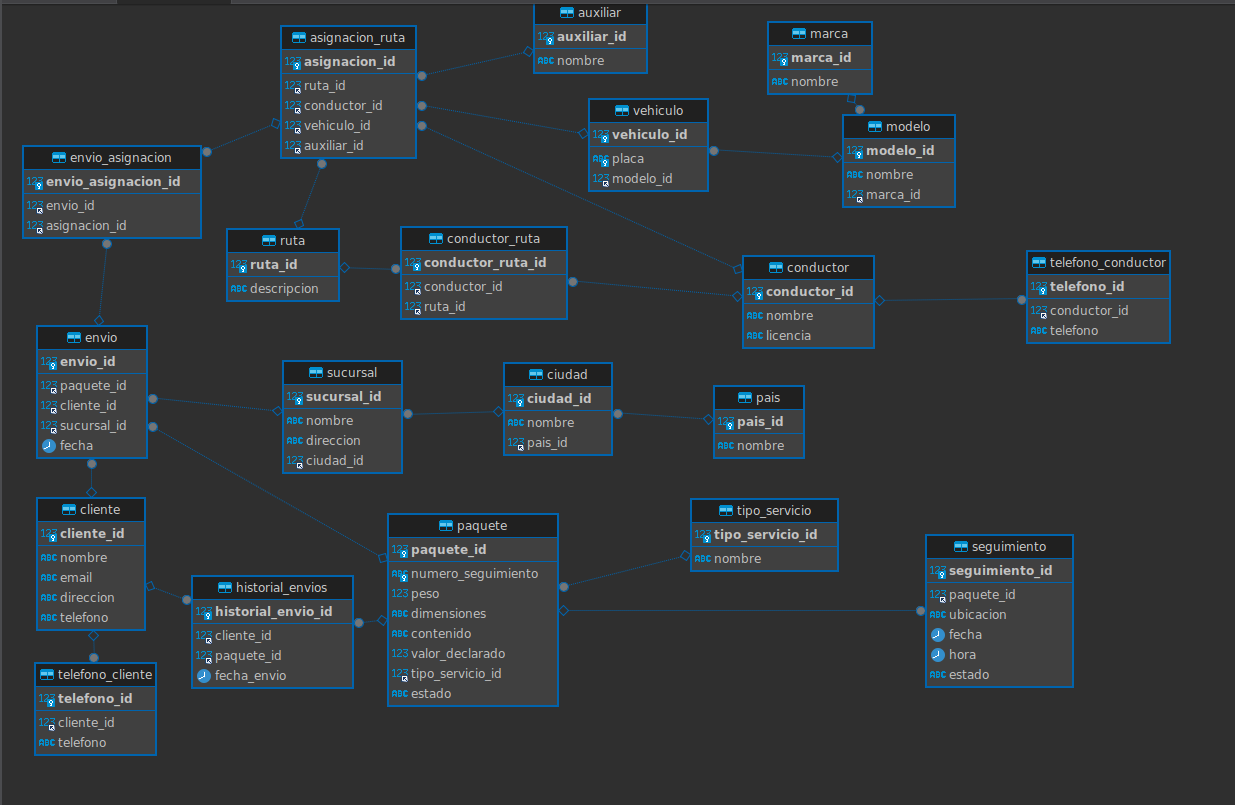 auxiliar
123 auxiliar_id
ABC nombre
asignacion_ruta
123 asignacion_id
123 ruta_id
123 conductor_id
123 vehiculo_id
123 auxiliar_id
marca
123 marca_id
ABC nombre
vehiculo
123 vehiculo_id
ABC placa
123 modelo_id
modelo
123 modelo_id
ABC nombre
123 marca_id
envio_asignacion
123 envio_asignacion_id
123 envio_id
123 asignacion_id
ruta
123 ruta_id
ABC descripcion
conductor_ruta
123 conductor_ruta_id
123 conductor_id
123 ruta_id
conductor
123 conductor_id
ABC nombre
ABC licencia
telefono_conductor
123 telefono_id
123 conductor_id
ABC telefono
envio
123 envio_id
123 paquete_id
123 cliente_id
123 sucursal_id
fecha
sucursal
123 sucursal_id
ABC nombre
ABC direccion
123 ciudad_id
ciudad
123 ciudad_id
ABC nombre
123 pais_id
pais
123 pais_id
ABC nombre
cliente
123 cliente_id
ABC nombre
ABC email
ABC direccion
ABC telefono
historial_envios
123 historial_envio_id
123 cliente_id
123 paquete_id
fecha_envio
paquete
123 paquete_id
ABC numero_seguimiento
123 peso
ABC dimensiones
ABC contenido
123 valor_declarado
123 tipo_servicio_id
ABC estado
tipo_servicio
123 tipo_servicio_id
ABC nombre
seguimiento
123 seguimiento_id
123 paquete_id
ABC ubicacion
fecha
hora
ABC estado
telefono_cliente
123 telefono_id
123 cliente_id
ABC telefono